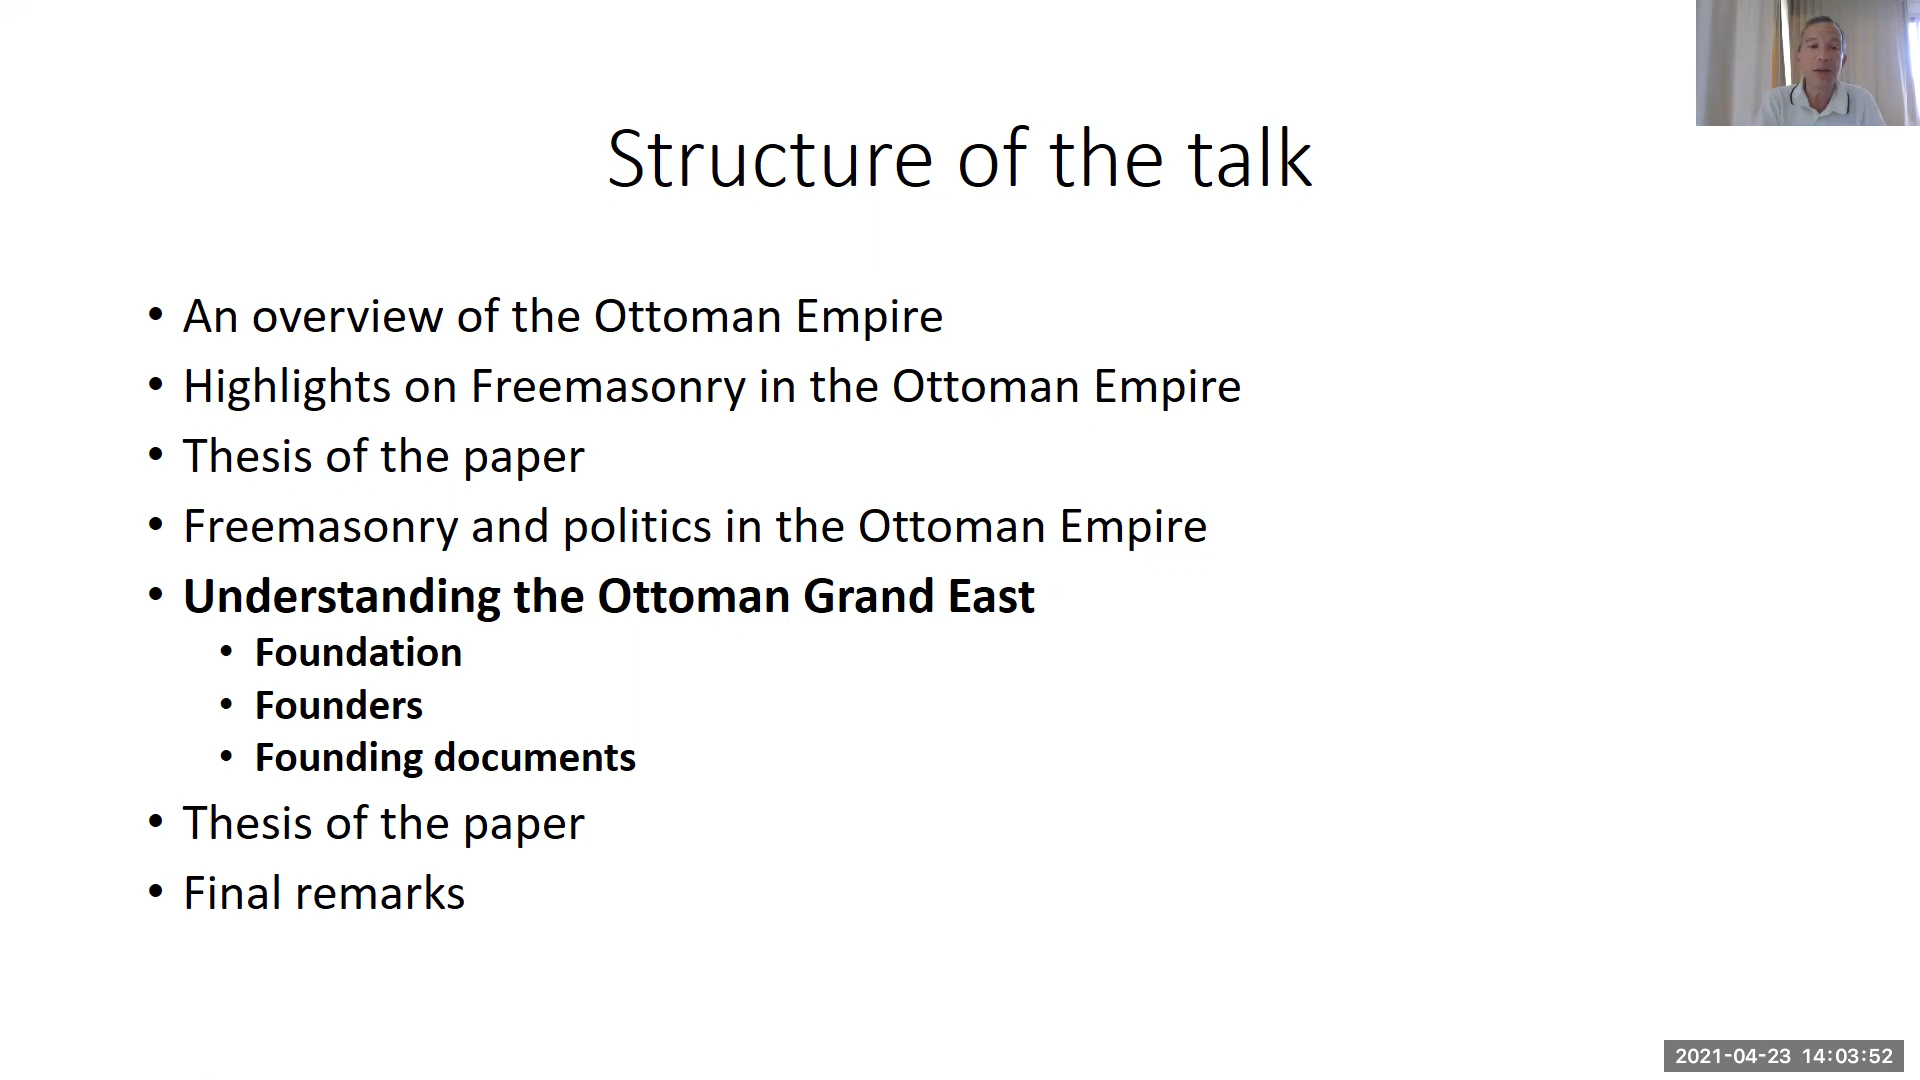 Structure of the talk
• An overview of the Ottoman Empire
• Highlights on Freemasonry in the Ottoman Empire
• Thesis of the paper
• Freemasonry and politics in the Ottoman Empire
• Understanding the Ottoman Grand East
• Foundation
• Founders
• Founding documents
• Thesis of the paper
• Final remarks
2021-04-23 14:03:52